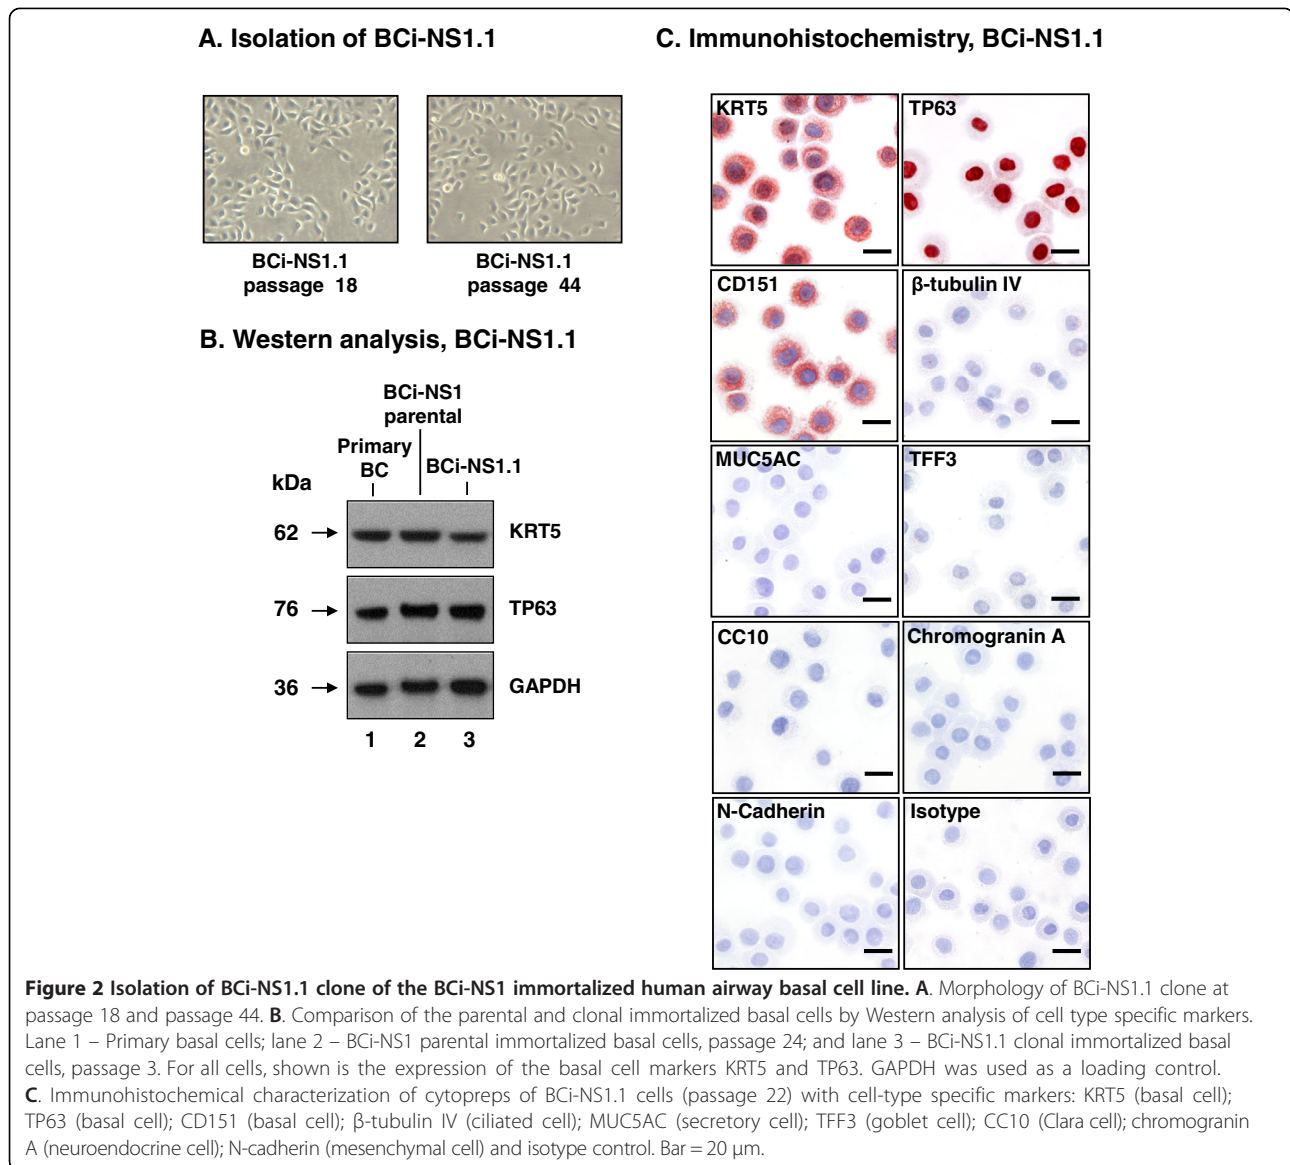 A. Isolation of BCi-NS1.1
BCi-NS1.1
passage 18
BCi-NS1.1
passage 44
B. Western analysis, BCi-NS1.1
BCi-NS1
parental
Primary
BC
BCi-NS1.1
kDa
62
KRT5
76
TP63
36
GAPDH
1 2 3
C. Immunohistochemistry, BCi-NS1.1
KRT5
TP63
CD151
β-tubulin IV
MUC5AC
TFF3
CC10
Chromogranin A
N-Cadherin
Isotype
Figure 2 Isolation of BCi-NS1.1 clone of the BCi-NS1 immortalized human airway basal cell line. A. Morphology of BCi-NS1.1 clone at
passage 18 and passage 44. B. Comparison of the parental and clonal immortalized basal cells by Western analysis of cell type specific markers.
Lane 1 – Primary basal cells; lane 2 – BCi-NS1 parental immortalized basal cells, passage 24; and lane 3 – BCi-NS1.1 clonal immortalized basal
cells, passage 3. For all cells, shown is the expression of the basal cell markers KRT5 and TP63. GAPDH was used as a loading control.
C. Immunohistochemical characterization of cytopreps of BCi-NS1.1 cells (passage 22) with cell-type specific markers: KRT5 (basal cell);
TP63 (basal cell); CD151 (basal cell); β-tubulin IV (ciliated cell); MUC5AC (secretory cell); TFF3 (goblet cell); CC10 (Clara cell); chromogranin
A (neuroendocrine cell); N-cadherin (mesenchymal cell) and isotype control. Bar = 20 μm.